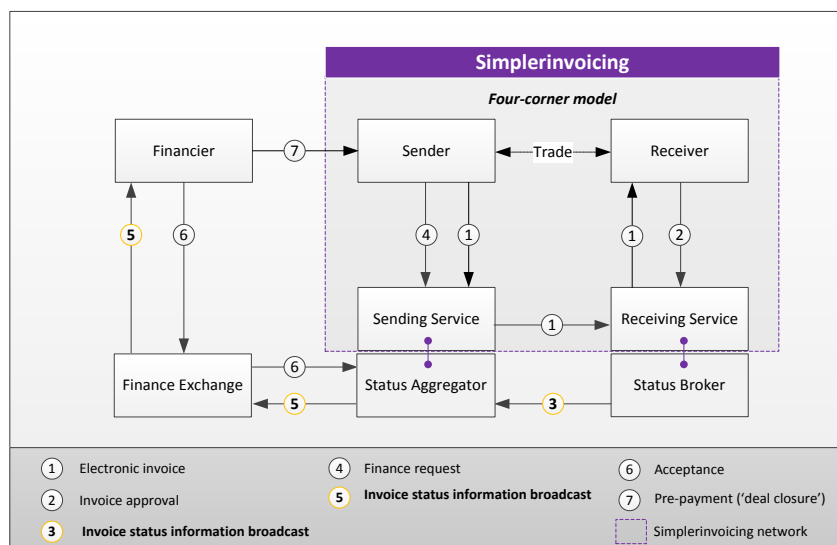 Simplerinvoicing
Four-corner model
Financier
7
Sender
Trade
Receiver
5
6
4
1
1
2
Sending Service
1
Receiving Service
Finance Exchange
6
Status Aggregator
Status Broker
5
3
1 Electronic invoice
4 Finance request
6 Acceptance
2 Invoice approval
5 Invoice status information broadcast
7 Pre-payment (‘deal closure’)
3 Invoice status information broadcast
Simplerinvoicing network